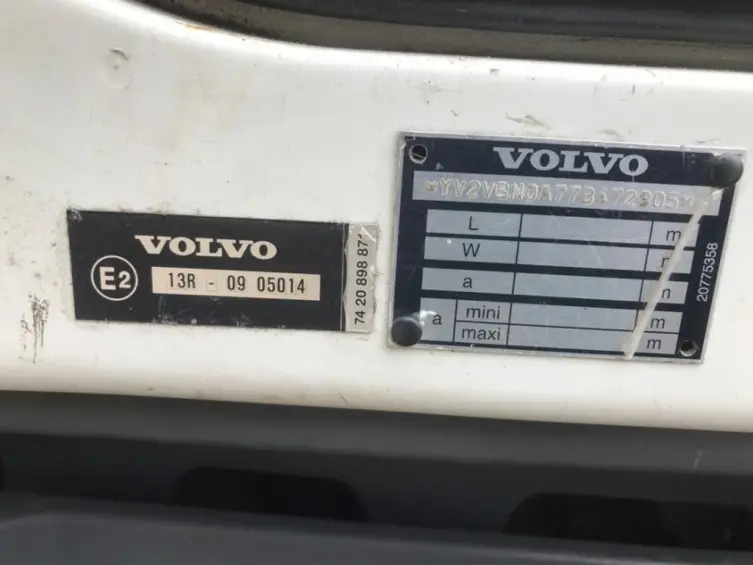 VOLVO
E2
13R - 09 05014
74 20 898 871
VOLVO
L m
W
a
a mini m
maxi m
20775358